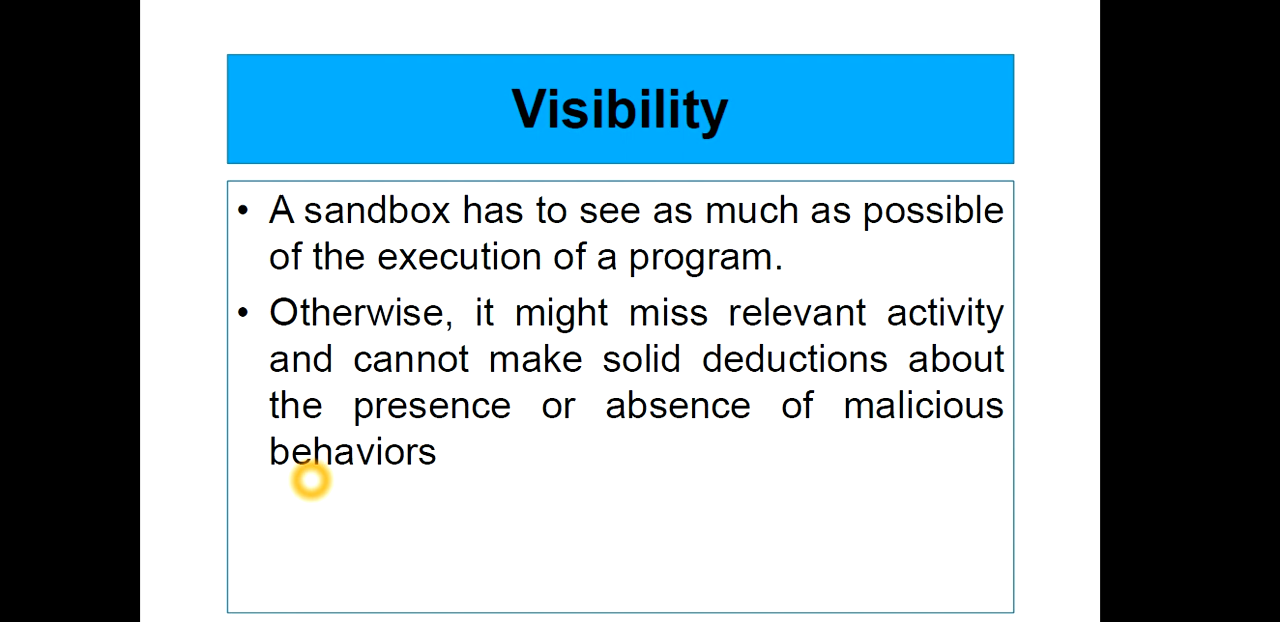 Visibility
• A sandbox has to see as much as possible
of the execution of a program.
• Otherwise, it might miss relevant activity
and cannot make solid deductions about
the presence or absence of malicious
behaviors